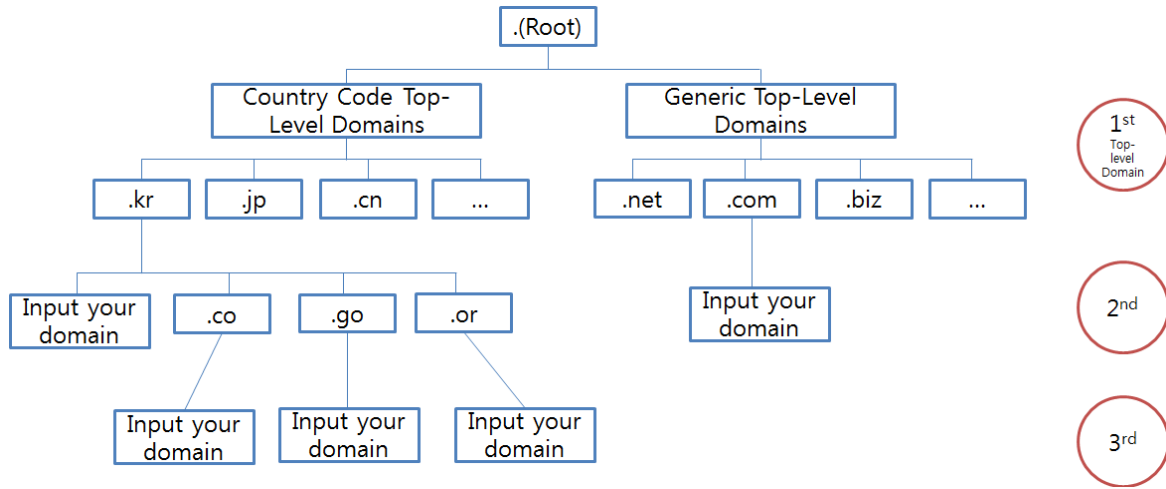 .(Root)
Country Code Top-
Level Domains
Generic Top-Level
Domains
1st
Top-
level
Domain
.kr
.jp
.cn
...
.net
.com
.biz
...
Input your
domain
.co
.go
.or
Input your
domain
2nd
Input your
domain
Input your
domain
Input your
domain
3rd